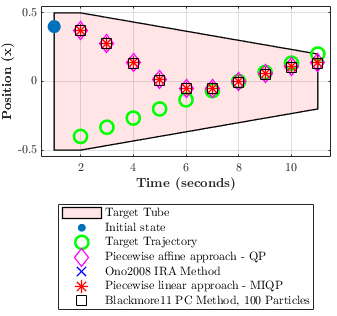 0.5
0
-0.5
Position (x)
2
4
6
8
10
Time (seconds)
Target Tube
Initial state
Target Trajectory
Piecewise affine approach - QP
Ono2008 IRA Method
Piecewise linear approach - MIQP
Blackmore11 PC Method, 100 Particles